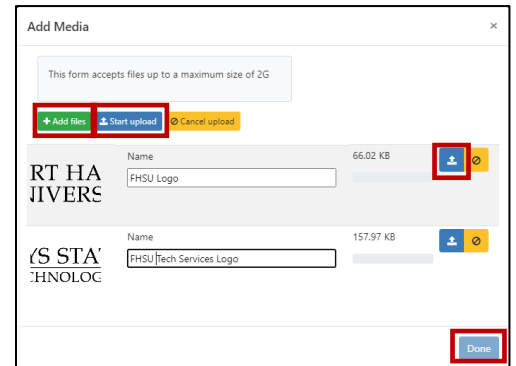 Add Media ×
This form accepts files up to a maximum size of 2G
+ Add files Start upload Cancel upload
Name 66.02 KB
RT HA
NIVERS
FHSU Logo
Name 157.97 KB
YS STA
CHNOLOG
FHSU Tech Services Logo
Done